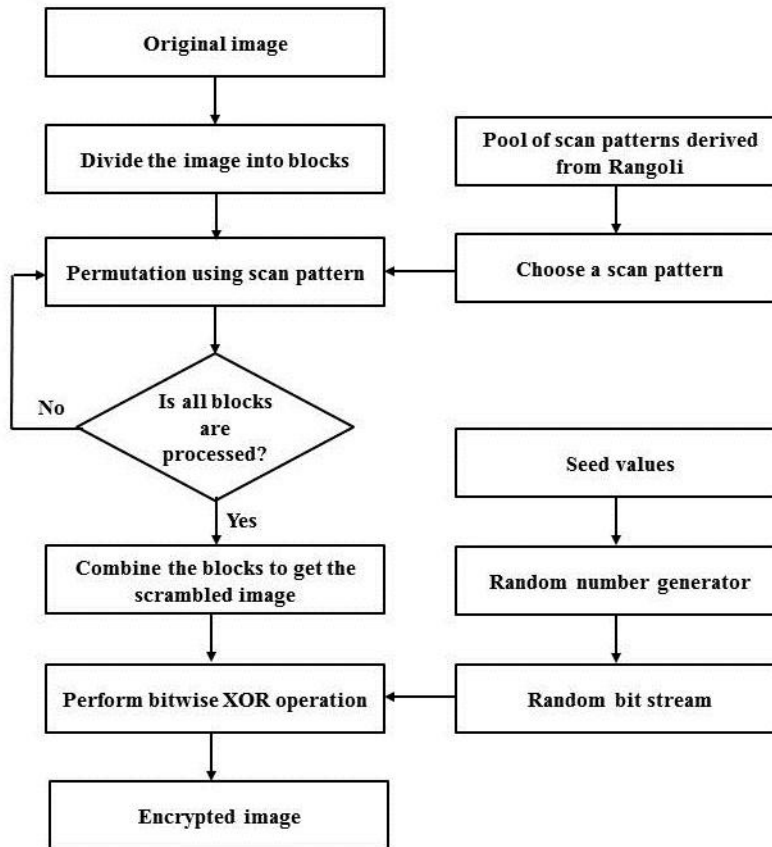 Original image
Divide the image into blocks
Pool of scan patterns derived
from Rangoli
Permutation using scan pattern
Choose a scan pattern
No
Is all blocks
are
processed?
Seed values
Yes
Combine the blocks to get the
scrambled image
Random number generator
Perform bitwise XOR operation
Random bit stream
Encrypted image